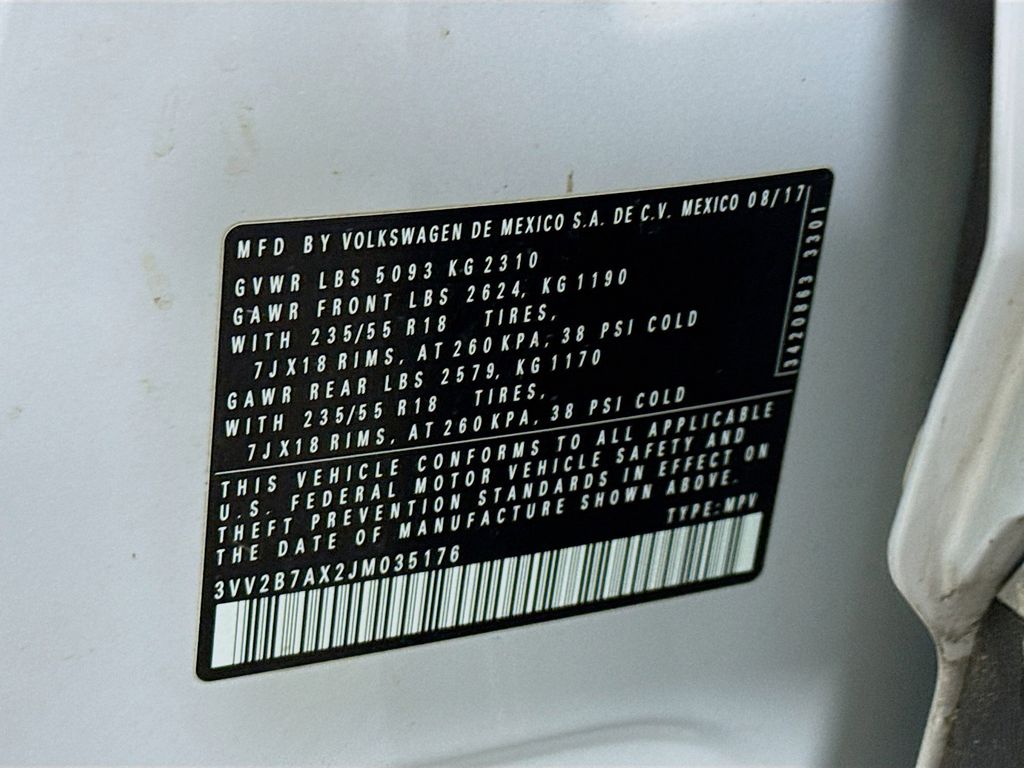 MFD BY VOLKSWAGEN DE MEXICO S.A. DE C.V. MEXICO 08/17
GVWR LBS 5093 KG 2310
GAWR FRONT LBS 2624, KG 1190
WITH 235/55 R18 TIRES,
7JX18 RIMS, AT 260 KPA, 38 PSI COLD
GAWR REAR LBS 2579, KG 1170
WITH 235/55 R18 TIRES,
7JX18 RIMS, AT 260 KPA, 38 PSI COLD
THIS VEHICLE CONFORMS TO ALL APPLICABLE
U.S. FEDERAL MOTOR VEHICLE SAFETY AND
THEFT PREVENTION STANDARDS IN EFFECT ON
THE DATE OF MANUFACTURE SHOWN ABOVE.
3VV2B7AX2JM035176 TYPE:MPV
3420863 3301